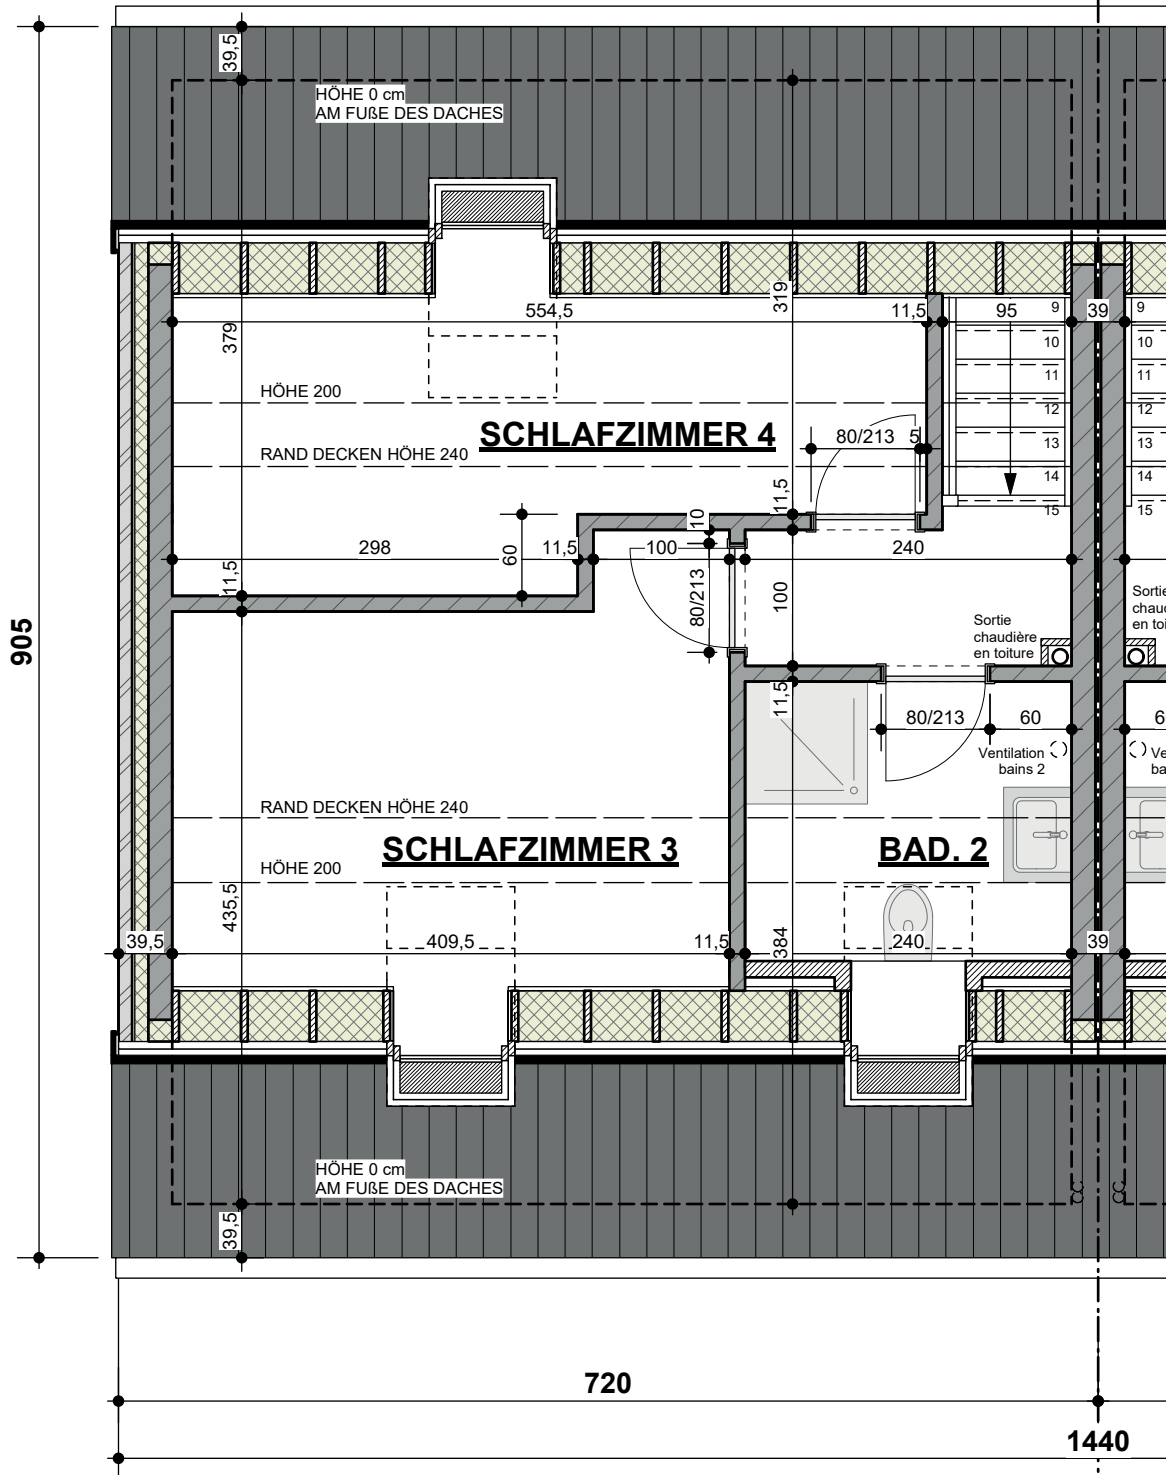 39,5
HÖHE 0 cm
AM FUßE DES DACHES
379
554,5
319
11,5
95
9
39
9
10
10
11
11
HÖHE 200
12
12
SCHLAFZIMMER 4
80/213
5
13
13
RAND DECKEN HÖHE 240
14
14
11,5
15
15
10
298
60
11,5
100
240
11,5
80/213
100
Sortie
chaudière
en toiture
Sortie
905
11,5
80/213
60
6
Ventilation
bains 2
RAND DECKEN HÖHE 240
SCHLAFZIMMER 3
BAD. 2
HÖHE 200
435,5
39,5
409,5
11,5
384
240
39
HÖHE 0 cm
AM FUßE DES DACHES
39,5
720
1440